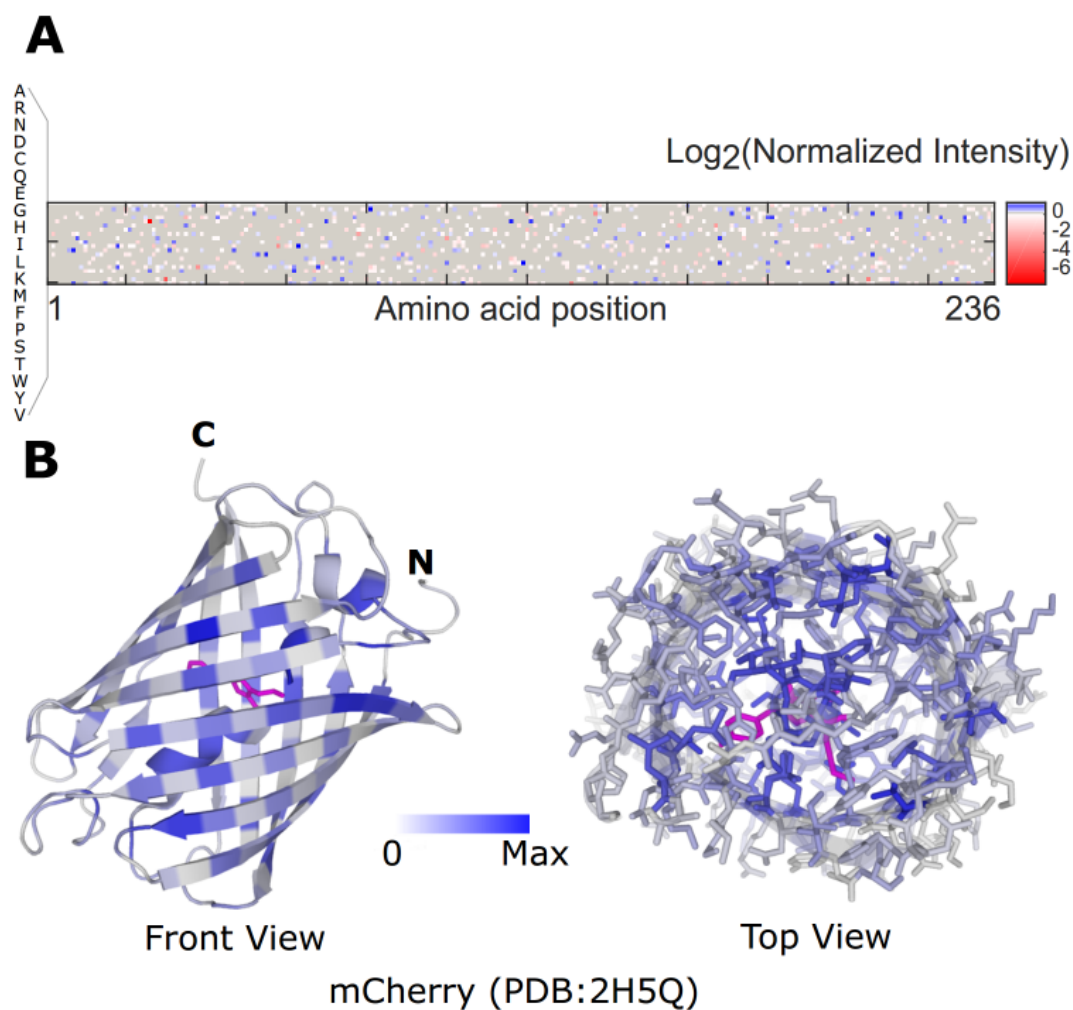 A
A
R
N
D
C
Q
E
G
H
I
L
K
M
F
P
S
T
W
Y
V
Log2(Normalized Intensity)
0
-2
-4
-6
1
Amino acid position
236
B
C
N
0
Max
Front View
Top View
mCherry (PDB:2H5Q)